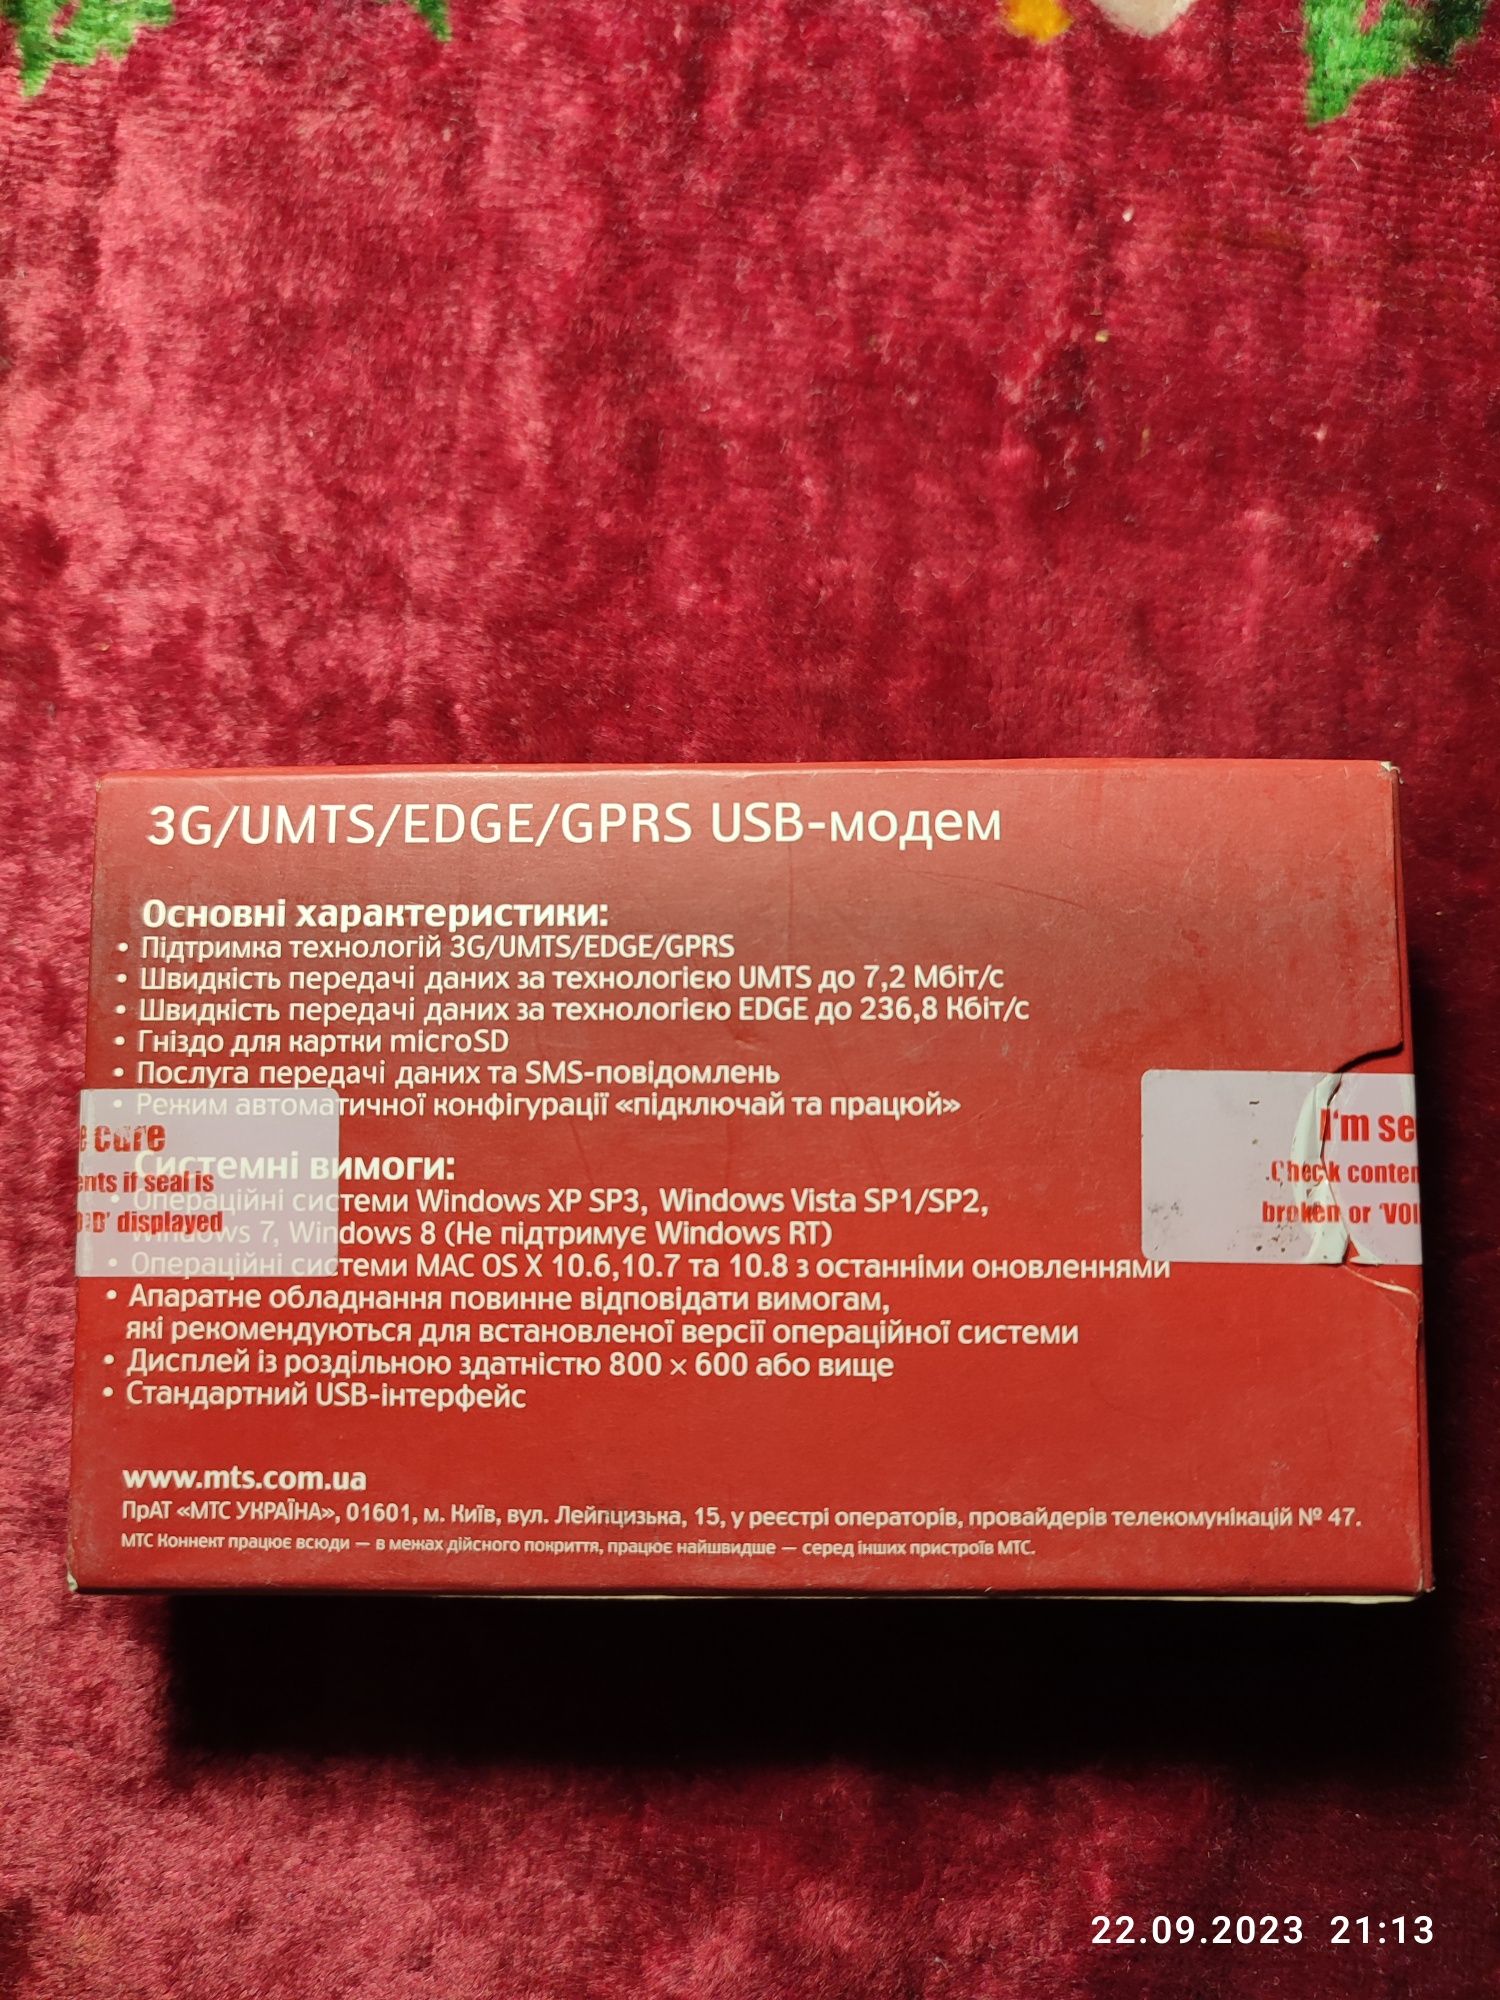 3G/UMTS/EDGE/GPRS USB-модем
Основні характеристики:
• Підтримка технологій 3G/UMTS/EDGE/GPRS
• Швидкість передачі даних за технологією UMTS до 7,2 Мбіт/с
• Швидкість передачі даних за технологією EDGE до 236,8 Кбіт/с
• Гніздо для картки microSD
• Послуга передачі даних та SMS-повідомлень
• Режим автоматичної конфігурації «підключай та працюй»
Системні вимоги:
• Операційні системи Windows XP SP3, Windows Vista SP1/SP2,
Windows 7, Windows 8 (Не підтримує Windows RT)
• Операційні системи MAC OS X 10.6,10.7 та 10.8 з останніми оновленнями
• Апаратне обладнання повинне відповідати вимогам,
які рекомендуються для встановленої версії операційної системи
• Дисплей із роздільною здатністю 800 × 600 або вище
• Стандартний USB-інтерфейс
www.mts.com.ua
ПрАТ «МТС УКРАЇНА», 01601, м. Київ, вул. Лейпцизька, 15, у реєстрі операторів, провайдерів телекомунікацій № 47.
МТС Коннект працює всюди — в межах дійсного покриття, працює найшвидше — серед інших пристроїв МТС.
e cure
ents if seal is
D' displayed
I'm se
.Check conten
broken or 'VOI
22.09.2023 21:13